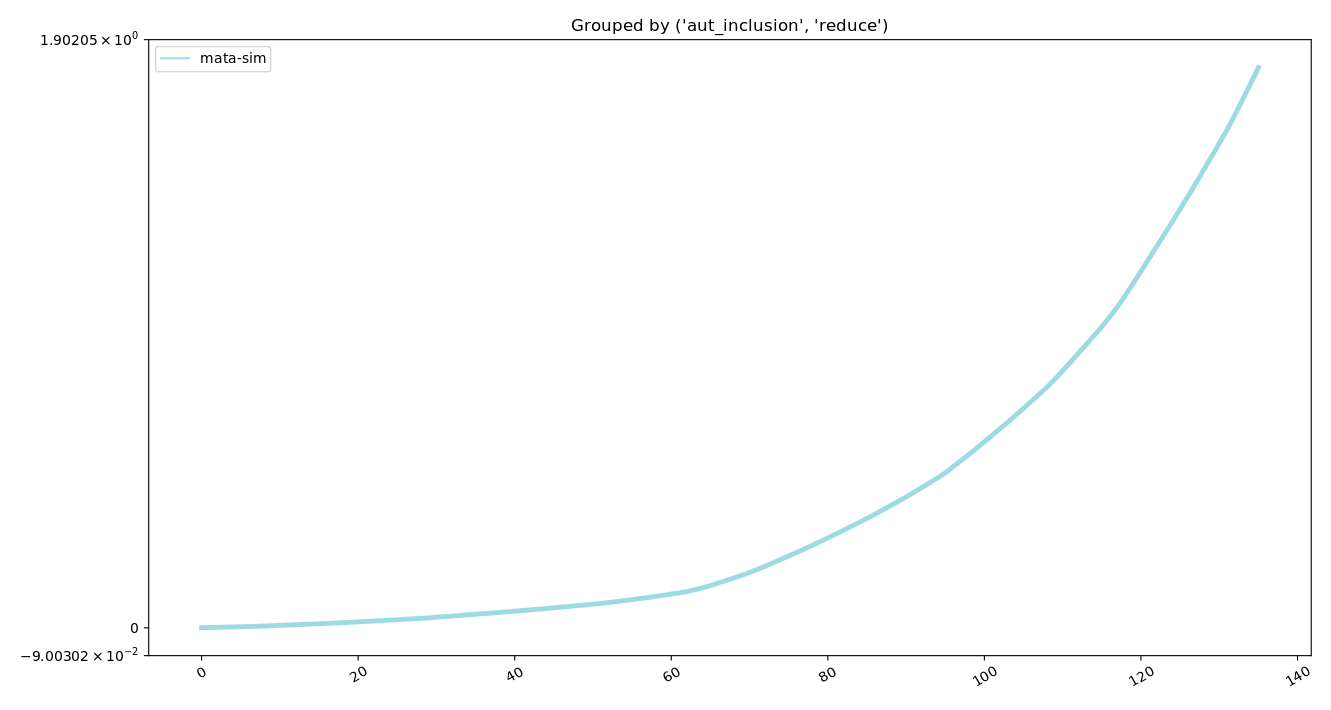 Grouped by ('aut_inclusion', 'reduce')
1.90205 × 10⁰
mata-sim
0
−9.00302 × 10⁻²
0
20
40
60
80
100
120
140